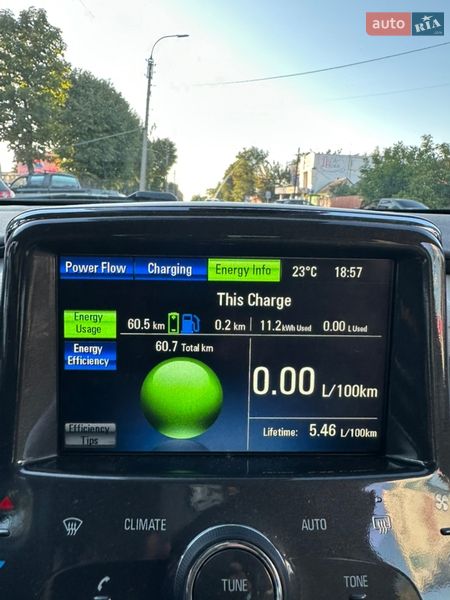 auto RIA
Power Flow Charging Energy Info 23°C 18:57
This Charge
Energy Usage
60.5 km 0.2 km 11.2 kWh Used 0.00 L Used
60.7 Total km
Energy Efficiency
0.00 L/100km
Efficiency Tips
Lifetime: 5.46 L/100km
CLIMATE AUTO
TUNE TONE